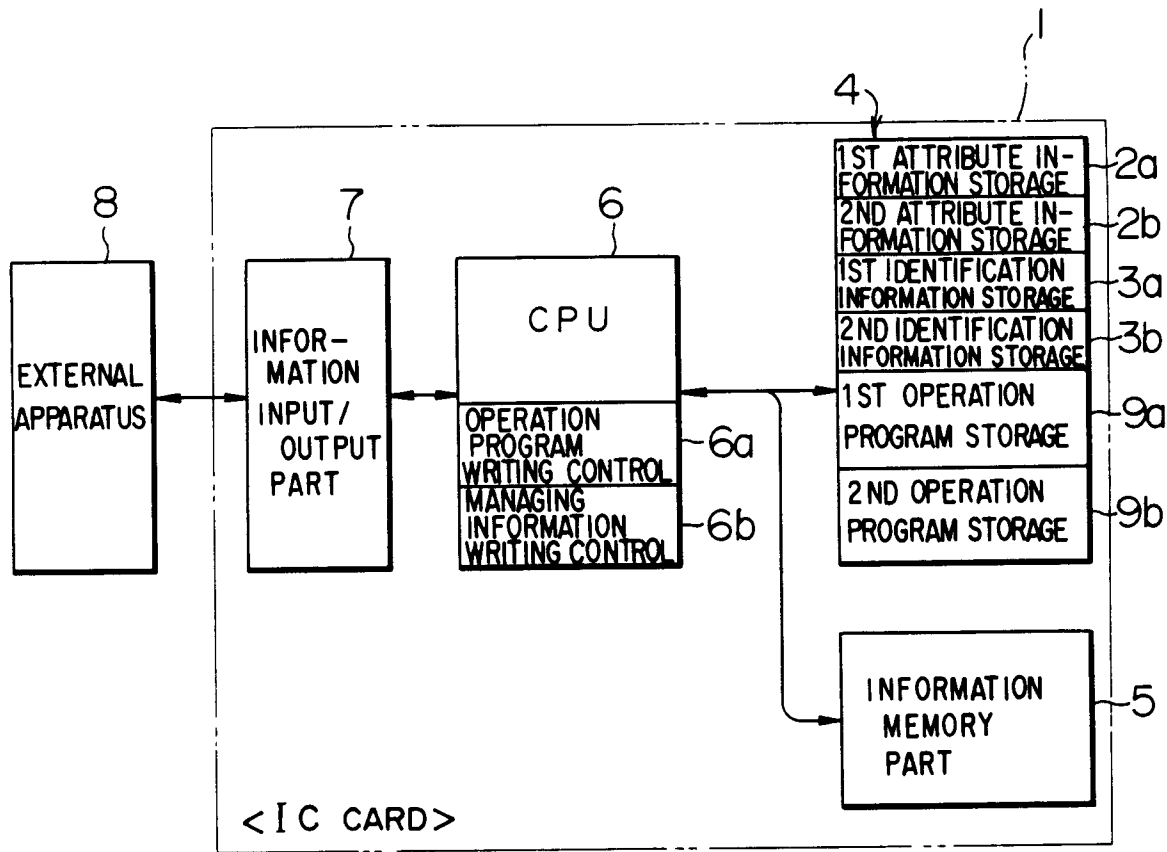 1
4
1ST ATTRIBUTE IN-
FORMATION STORAGE
2a
2ND ATTRIBUTE IN-
FORMATION STORAGE
2b
1ST IDENTIFICATION
INFORMATION STORAGE
3a
2ND IDENTIFICATION
INFORMATION STORAGE
3b
1ST OPERATION
PROGRAM STORAGE
9a
2ND OPERATION
PROGRAM STORAGE
9b
8
EXTERNAL
APPARATUS
7
INFOR-
MATION
INPUT/
OUTPUT
PART
6
CPU
OPERATION
PROGRAM
WRITING CONTROL
6a
MANAGING
INFORMATION
WRITING CONTROL
6b
INFORMATION
MEMORY
PART
5
<IC CARD>